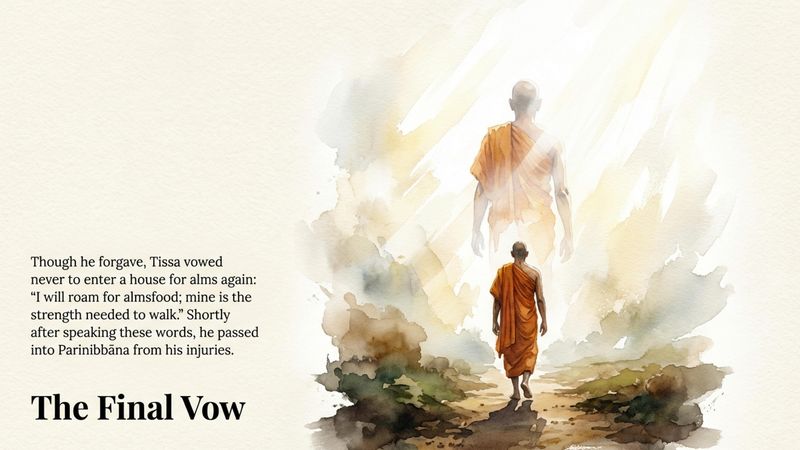 Though he forgave, Tissa vowed
never to enter a house for alms again:
“I will roam for almsfood; mine is the
strength needed to walk.” Shortly
after speaking these words, he passed
into Parinibbāna from his injuries.
The Final Vow